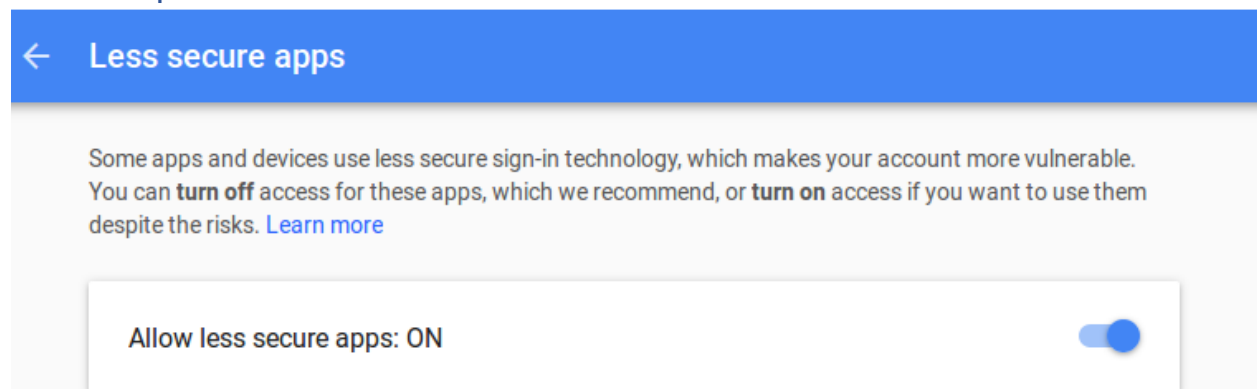 Less secure apps
Some apps and devices use less secure sign-in technology, which makes your account more vulnerable.
You can turn off access for these apps, which we recommend, or turn on access if you want to use them
despite the risks. Learn more
Allow less secure apps: ON